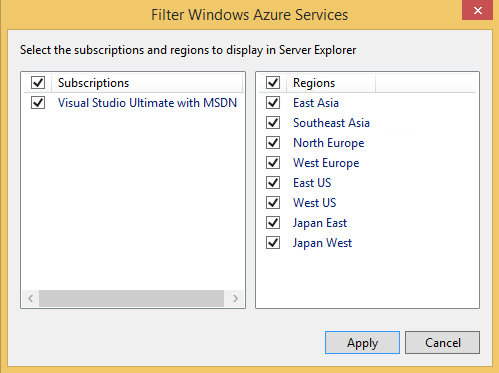 Filter Windows Azure Services
Select the subscriptions and regions to display in Server Explorer
Subscriptions
Visual Studio Ultimate with MSDN
Regions
East Asia
Southeast Asia
North Europe
West Europe
East US
West US
Japan East
Japan West
Apply
Cancel